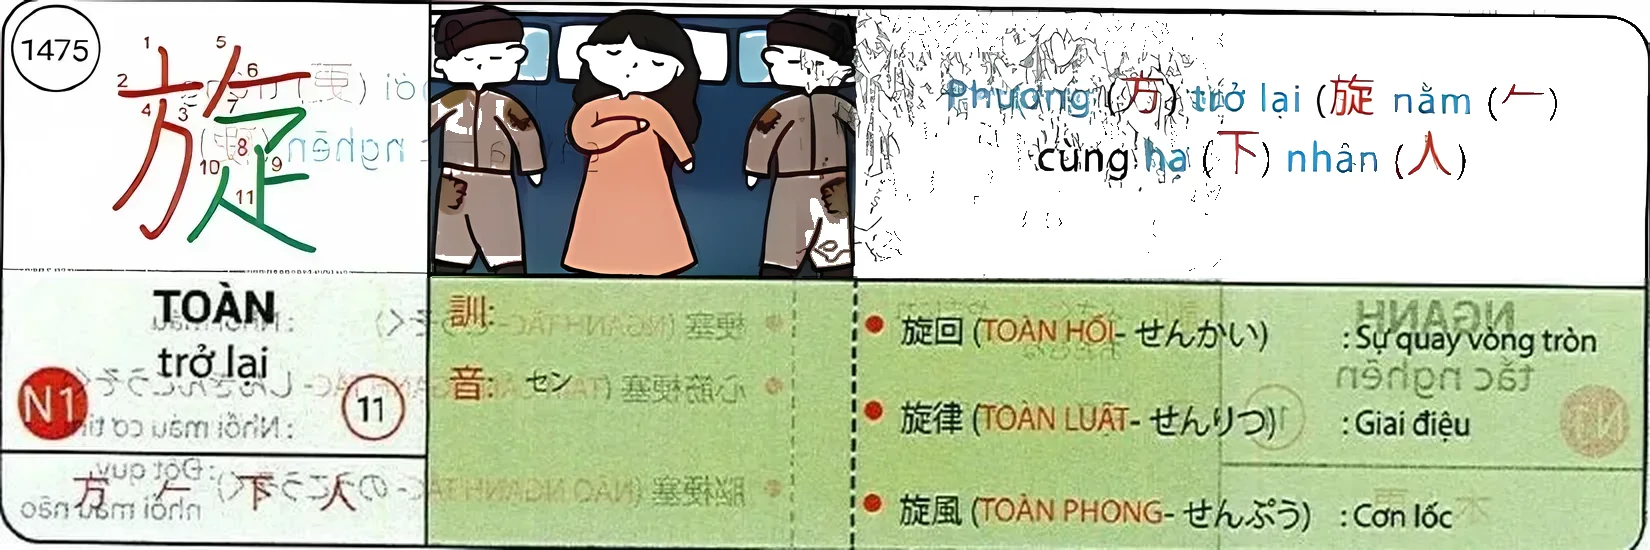 1475
旋
Phương (方) trở lại (旋 nằm (𠂉)
cùng hạ (下) nhân (人)
TOÀN
trở lại
N1
11
方 𠂉 下 人
訓:
音: セン
旋回 (TOÀN HỒI- せんかい) : Sự quay vòng tròn
旋律 (TOÀN LUẬT- せんりつ) : Giai điệu
旋風 (TOÀN PHONG- せんぷう) : Cơn lốc